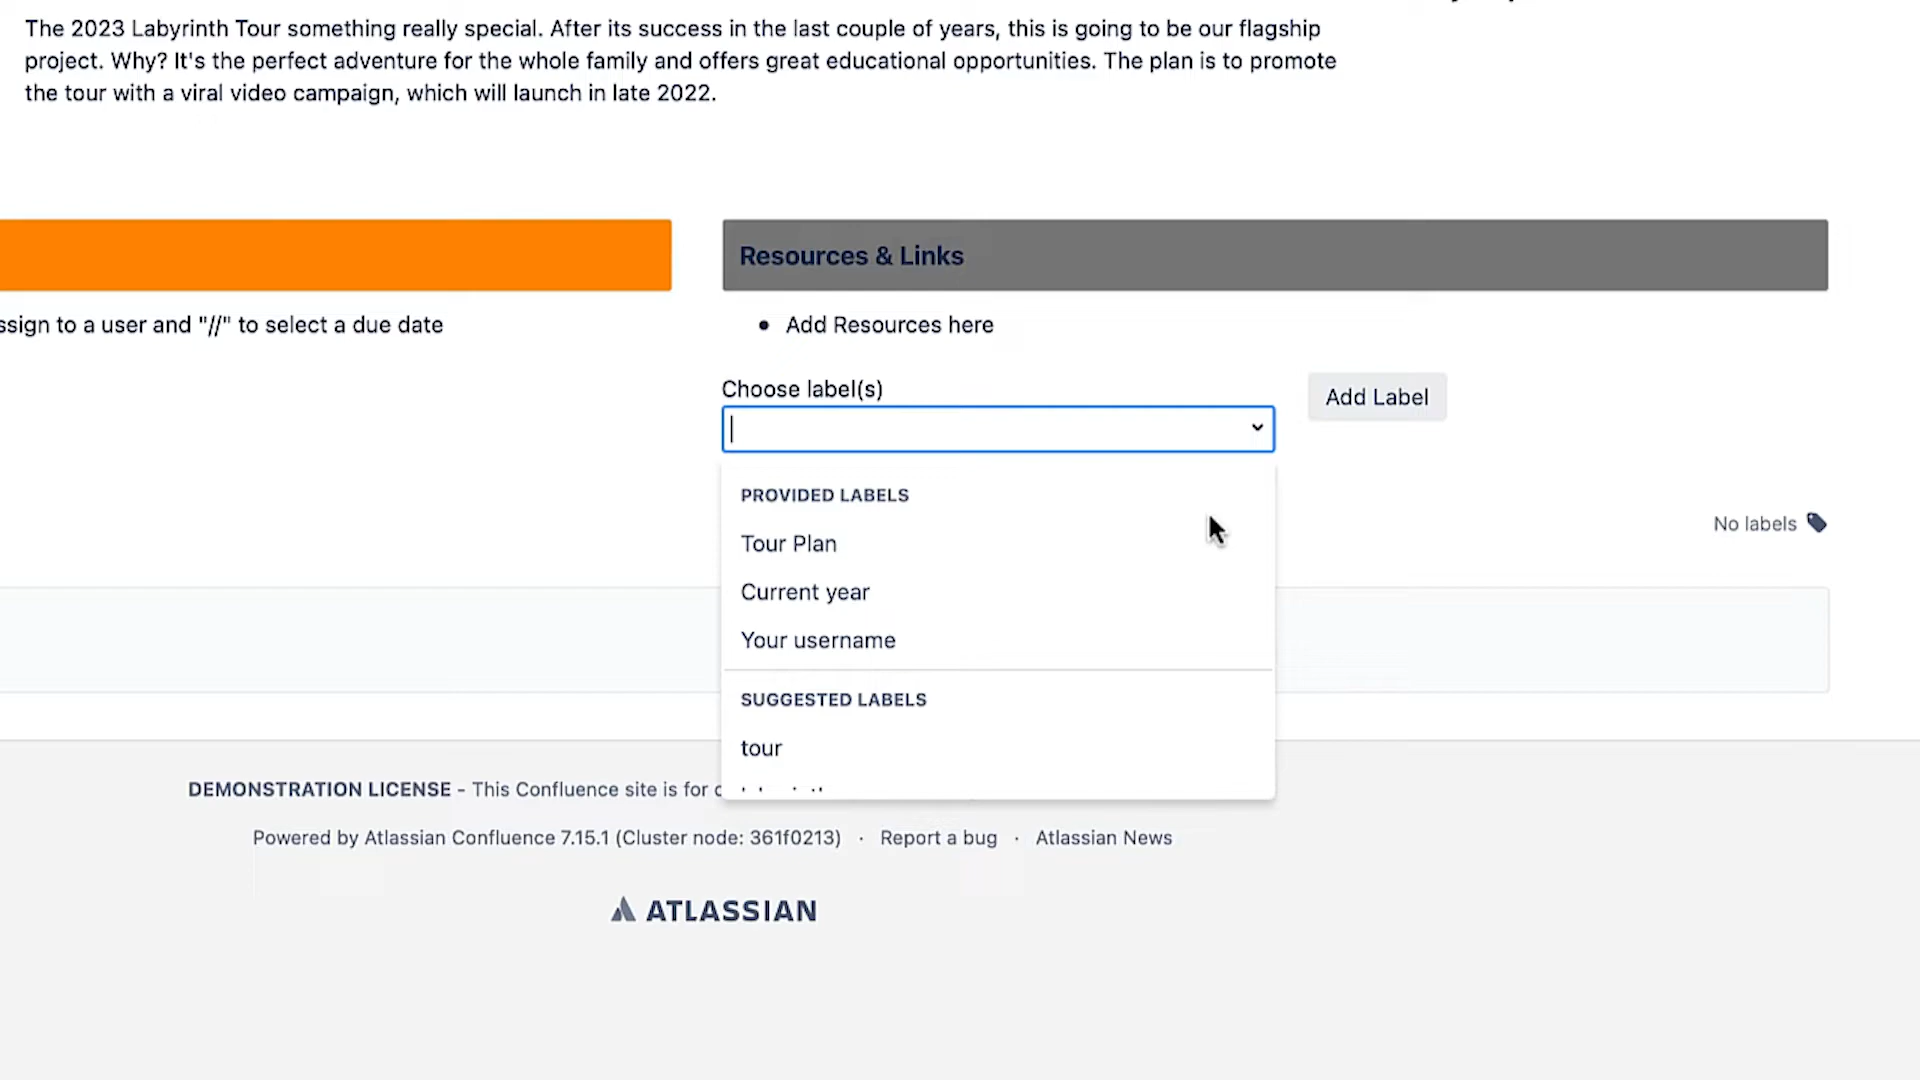 The 2023 Labyrinth Tour something really special. After its success in the last couple of years, this is going to be our flagship
project. Why? It's the perfect adventure for the whole family and offers great educational opportunities. The plan is to promote
the tour with a viral video campaign, which will launch in late 2022.
Resources & Links
ssign to a user and "//" to select a due date
Add Resources here
Choose label(s)
Add Label
PROVIDED LABELS
No labels
Tour Plan
Current year
Your username
SUGGESTED LABELS
tour
DEMONSTRATION LICENSE - This Confluence site is for
Powered by Atlassian Confluence 7.15.1 (Cluster node: 361f0213) · Report a bug · Atlassian News
ATLASSIAN